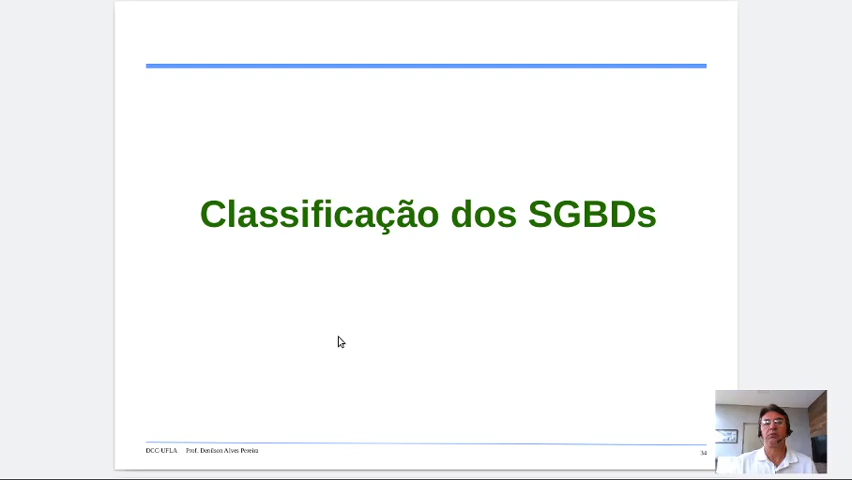 Classificação dos SGBDs
DCC-UFLA Prof. Denilson Alves Pereira
34